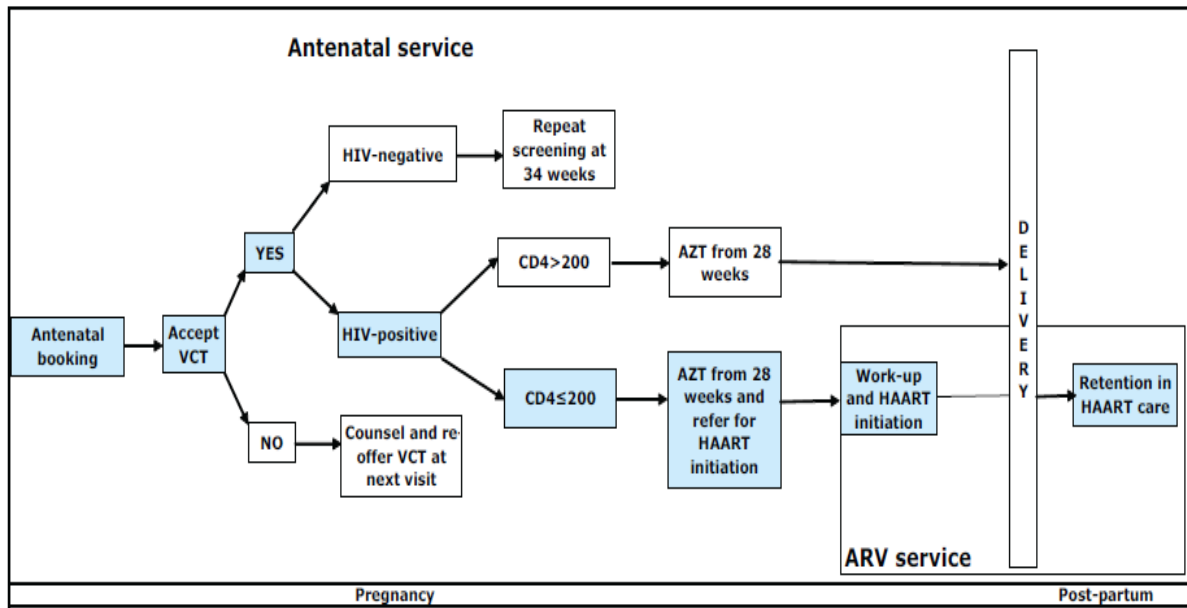 Antenatal service
HIV-negative
Repeat
screening at
34 weeks
YES
CD4>200
AZT from 28
weeks
Antenatal
booking
Accept
VCT
HIV-positive
CD4≤200
AZT from 28
weeks and
refer for
HAART
initiation
Work-up
and HAART
initiation
DELIVERY
Retention in
HAART care
NO
Counsel and re-
offer VCT at
next visit
ARV service
Pregnancy
Post-partum